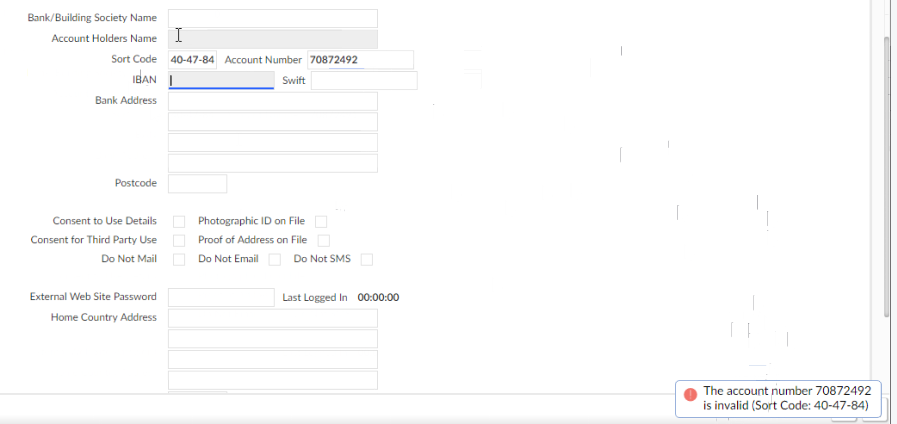 Bank/Building Society Name
Account Holders Name
Sort Code 40-47-84 Account Number 70872492
IBAN Swift
Bank Address
Postcode
Consent to Use Details Photographic ID on File
Consent for Third Party Use Proof of Address on File
Do Not Mail Do Not Email Do Not SMS
External Web Site Password Last Logged In 00:00:00
Home Country Address
The account number 70872492
is invalid (Sort Code: 40-47-84)